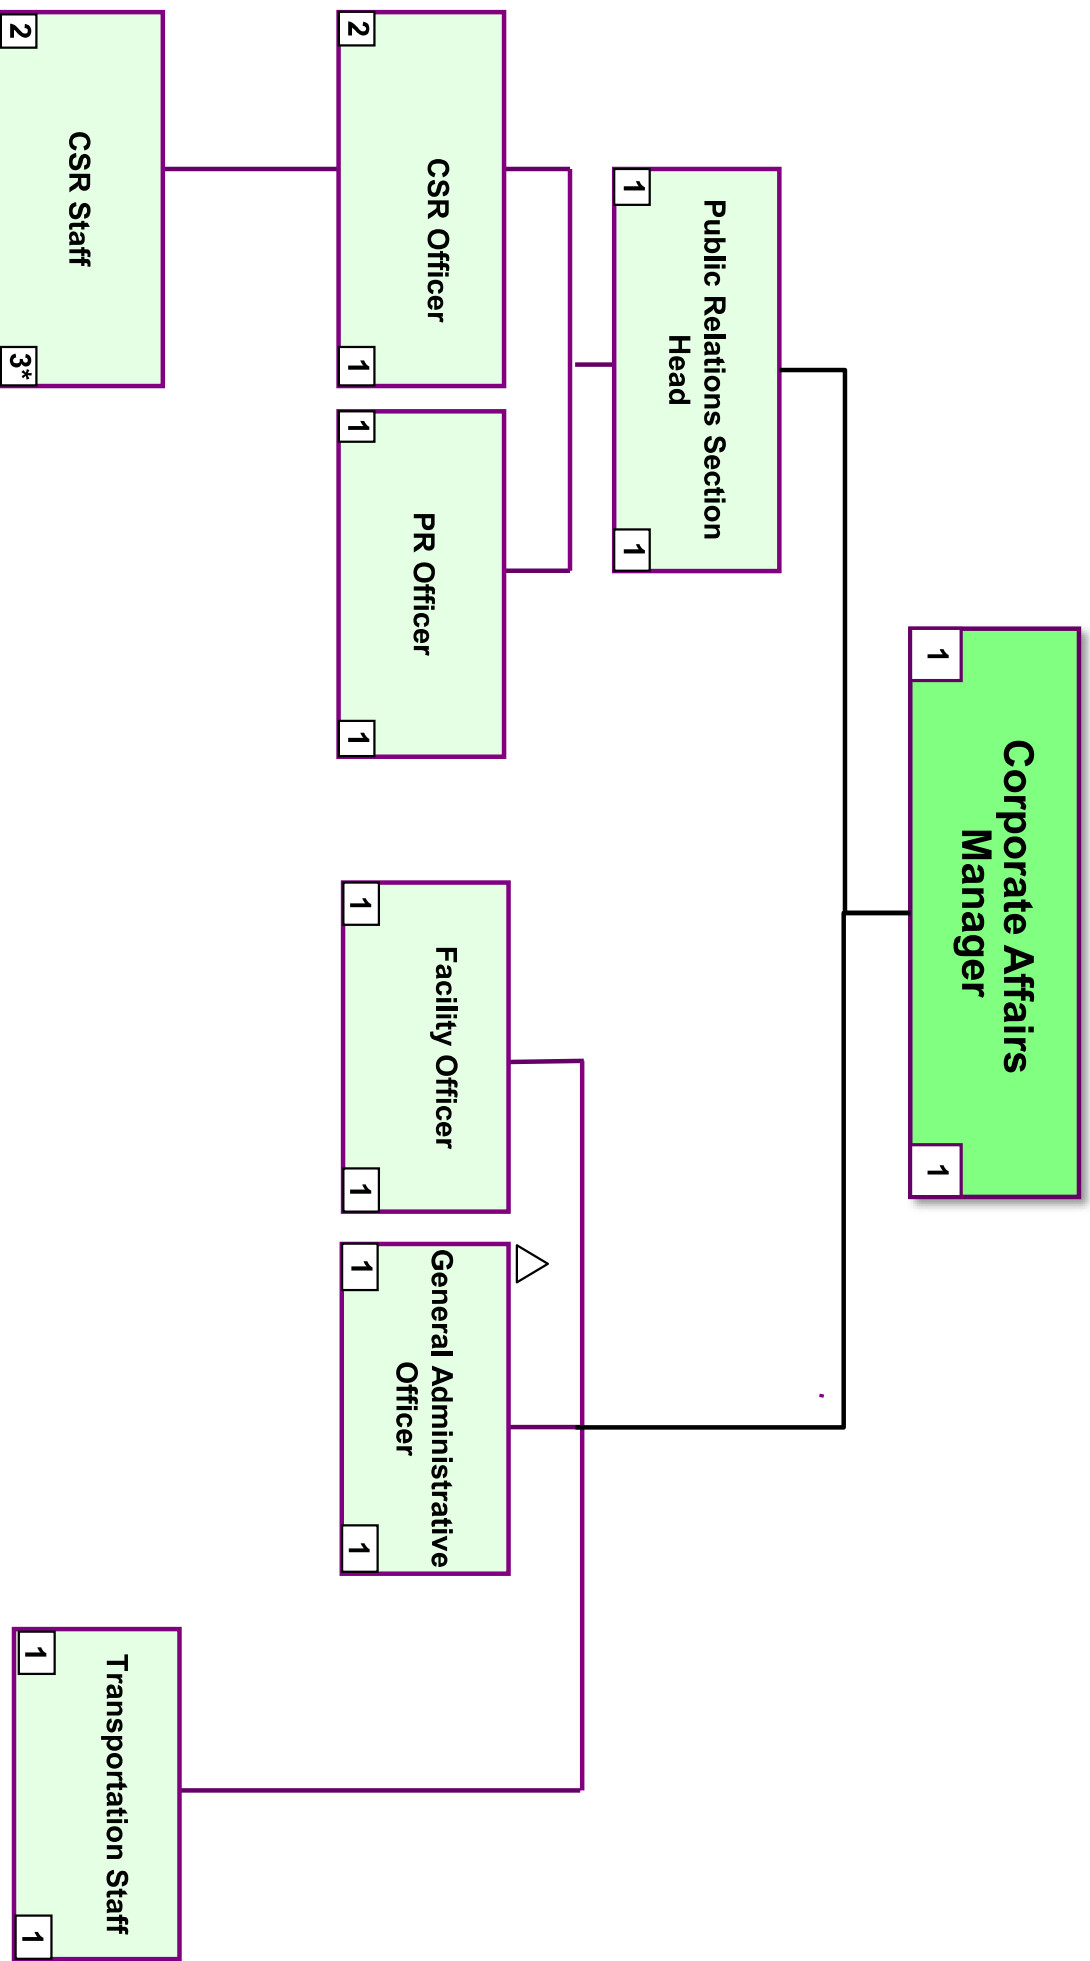 Corporate Affairs
Manager
1
1
Public Relations Section
Head
1
1
CSR Officer
2
1
PR Officer
1
1
Facility Officer
1
1
General Administrative
Officer
1
1
CSR Staff
2
3*
Transportation Staff
1
1